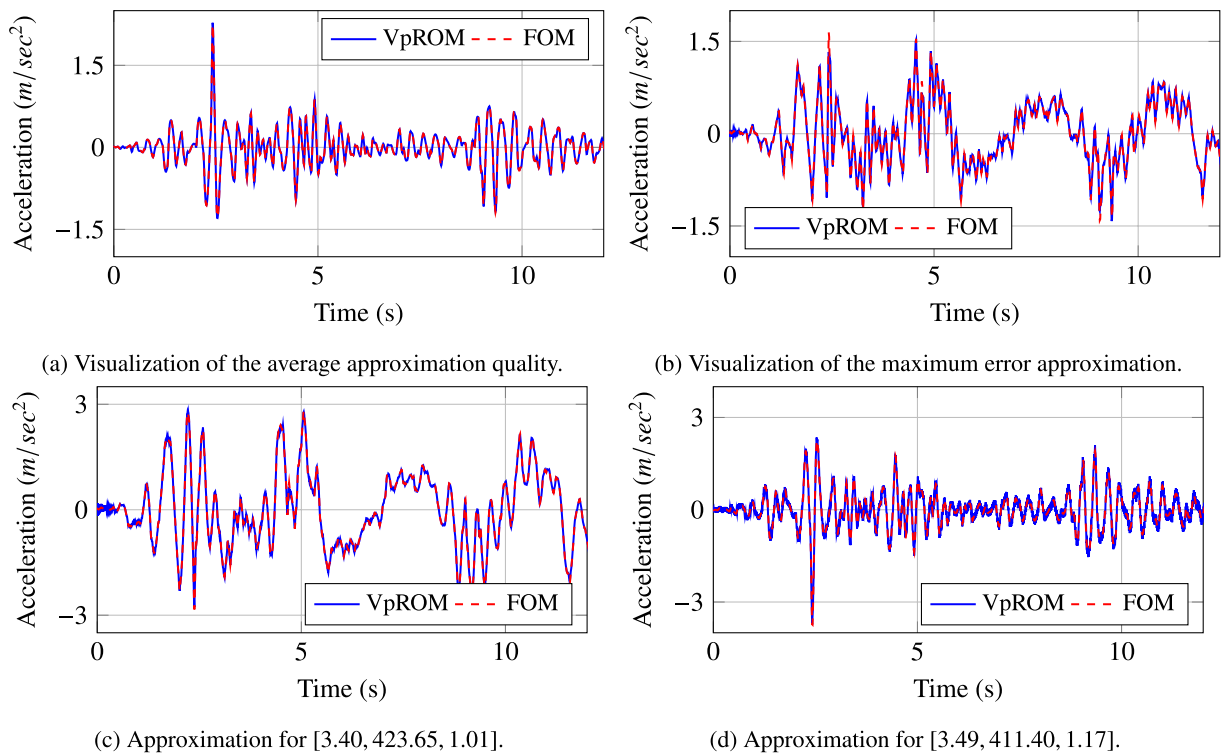 VpROM FOM
1.5
0
−1.5
Acceleration (m/sec²)
0 5 10
Time (s)
(a) Visualization of the average approximation quality.
1.5
0
−1.5
Acceleration (m/sec²)
VpROM FOM
0 5 10
Time (s)
(b) Visualization of the maximum error approximation.
3
0
−3
Acceleration (m/sec²)
VpROM FOM
0 5 10
Time (s)
(c) Approximation for [3.40, 423.65, 1.01].
3
0
−3
Acceleration (m/sec²)
VpROM FOM
0 5 10
Time (s)
(d) Approximation for [3.49, 411.40, 1.17].